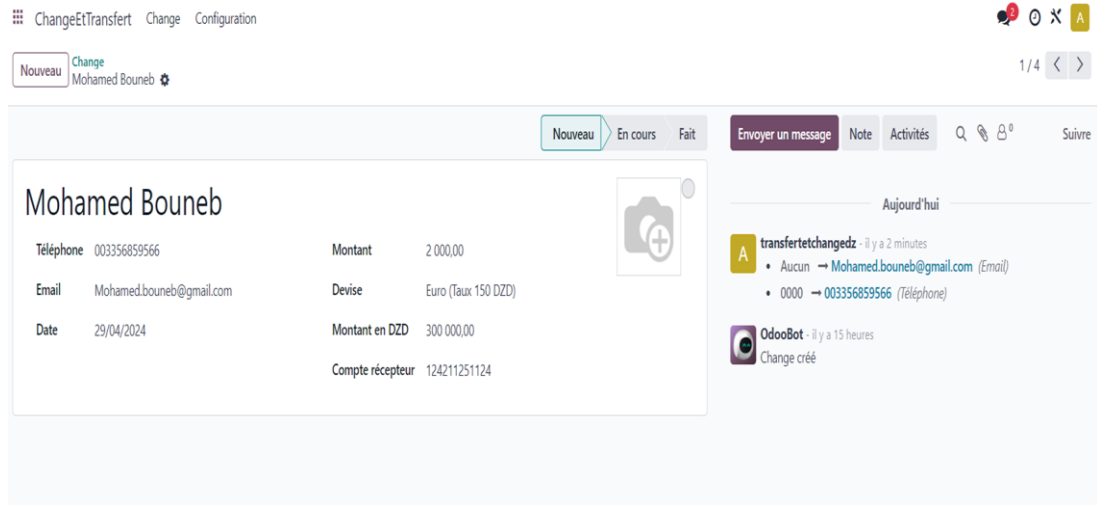 ChangeEtTransfert Change Configuration 2 A
Nouveau Change
Mohamed Bouneb
1 / 4
Nouveau En cours Fait
Envoyer un message Note Activités 0 Suivre
Mohamed Bouneb
Téléphone 003356859566 Montant 2 000,00
Email Mohamed.bouneb@gmail.com Devise Euro (Taux 150 DZD)
Date 29/04/2024 Montant en DZD 300 000,00
Compte récepteur 124211251124
Aujourd'hui
A transfertetchangedz - il y a 2 minutes
• Aucun → Mohamed.bouneb@gmail.com (Email)
• 0000 → 003356859566 (Téléphone)
OdooBot - il y a 15 heures
Change créé